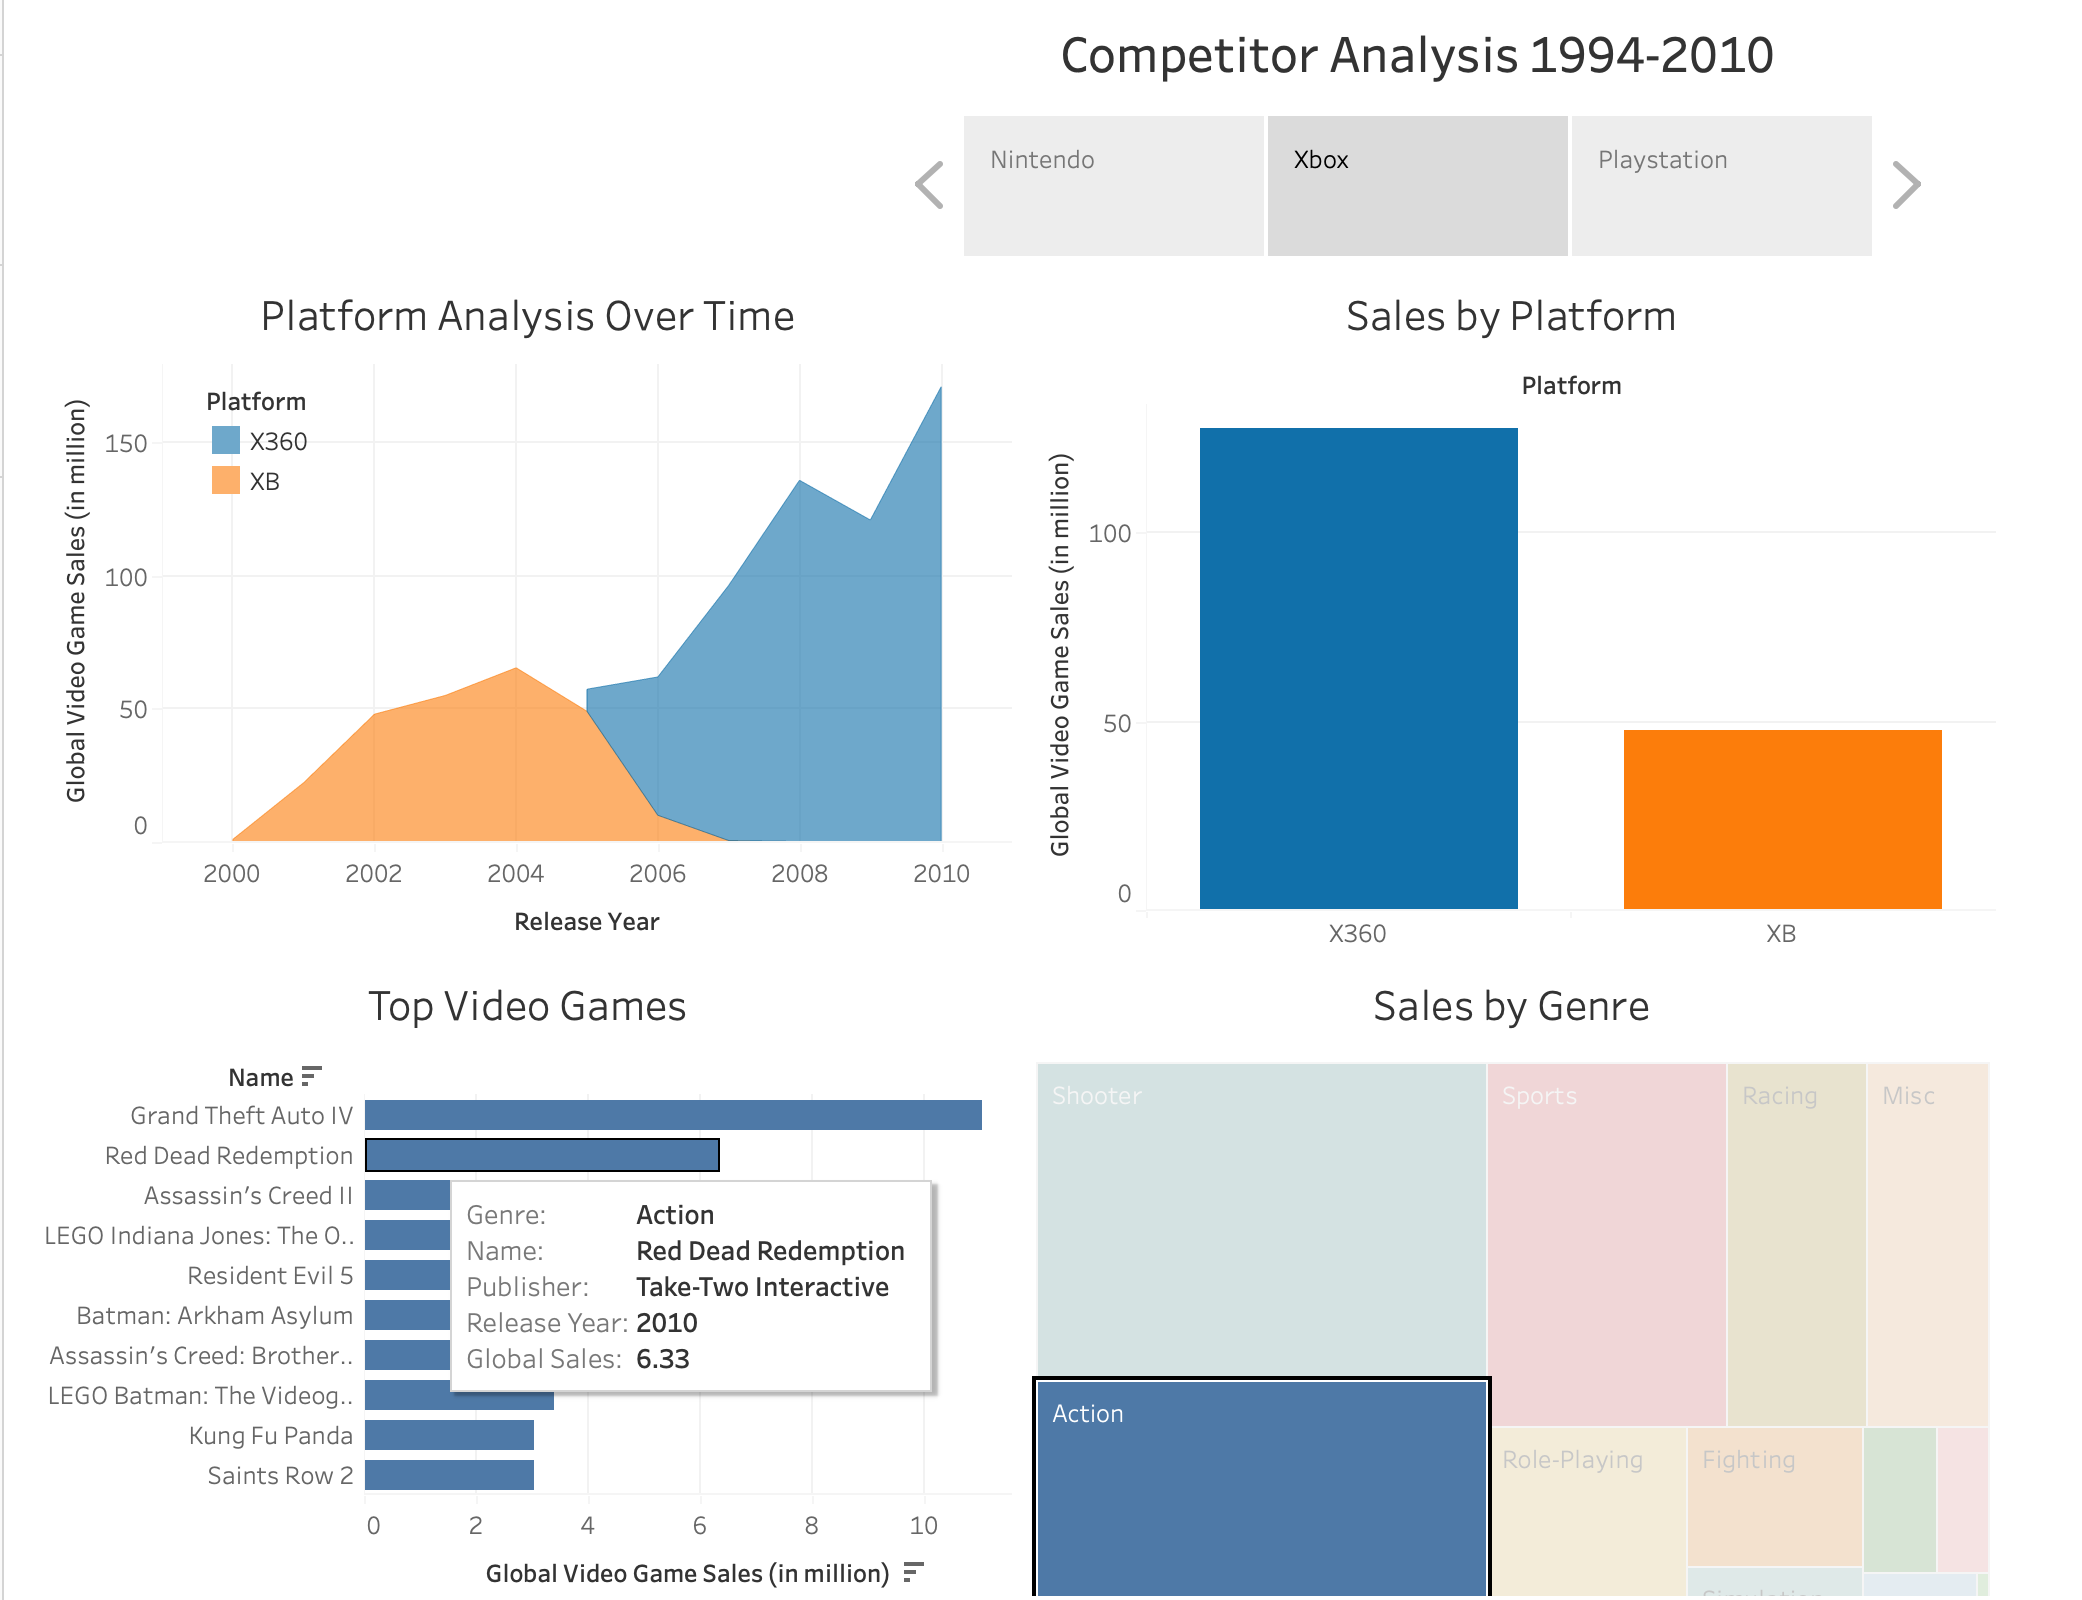 Competitor Analysis 1994-2010
Nintendo
Xbox
Playstation
Platform Analysis Over Time
Global Video Game Sales (in million)
Platform
X360
XB
150
100
50
0
2000
2002
2004
2006
2008
2010
Release Year
Sales by Platform
Platform
Global Video Game Sales (in million)
100
50
0
X360
XB
Top Video Games
Name
Grand Theft Auto IV
Red Dead Redemption
Assassin's Creed II
LEGO Indiana Jones: The O..
Resident Evil 5
Batman: Arkham Asylum
Assassin's Creed: Brother..
LEGO Batman: The Videog..
Kung Fu Panda
Saints Row 2
Genre: Action
Name: Red Dead Redemption
Publisher: Take-Two Interactive
Release Year: 2010
Global Sales: 6.33
0
2
4
6
8
10
Global Video Game Sales (in million)
Sales by Genre
Shooter
Sports
Racing
Misc
Action
Role-Playing
Fighting
Simulation